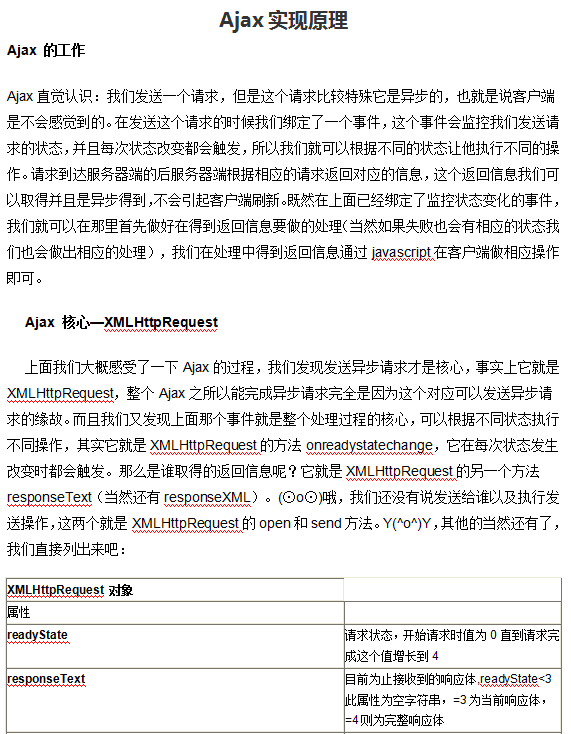 Ajax 实现原理
Ajax 的工作
Ajax 直觉认识：我们发送一个请求，但是这个请求比较特殊它是异步的，也就是说客户端
是不会感觉到的。在发送这个请求的时候我们绑定了一个事件，这个事件会监控我们发送请
求的状态，并且每次状态改变都会触发，所以我们就可以根据不同的状态让他执行不同的操
作。请求到达服务器端的后服务器端根据相应的请求返回对应的信息，这个返回信息我们可
以取得并且是异步得到,不会引起客户端刷新。既然在上面已经绑定了监控状态变化的事件，
我们就可以在那里首先做好在得到返回信息要做的处理(当然如果失败也会有相应的状态我
们也会做出相应的处理），我们在处理中得到返回信息通过 javascript 在客户端做相应操作
即可。
Ajax 核心—XMLHttpRequest
上面我们大概感受了一下 Ajax 的过程，我们发现发送异步请求才是核心，事实上它就是
XMLHttpRequest，整个 Ajax 之所以能完成异步请求完全是因为这个对应可以发送异步请
求的缘故。而且我们又发现上面那个事件就是整个处理过程的核心，可以根据不同状态执行
不同操作，其实它就是 XMLHttpRequest 的方法 onreadystatechange，它在每次状态发生
改变时都会触发。那么是谁取得的返回信息呢？它就是 XMLHttpRequest 的另一个方法
responseText（当然还有 responseXML）。(⊙o⊙)哦，我们还没有说发送给谁以及执行发
送操作，这两个就是 XMLHttpRequest 的 open 和 send 方法。Y(^o^)Y，其他的当然还有了，
我们直接列出来吧：
XMLHttpRequest 对象
属性
readyState
请求状态，开始请求时值为 0 直到请求完
成这个值增长到 4
responseText
目前为止接收到的响应体,readyState<3
此属性为空字符串，=3 为当前响应体，
=4 则为完整响应体